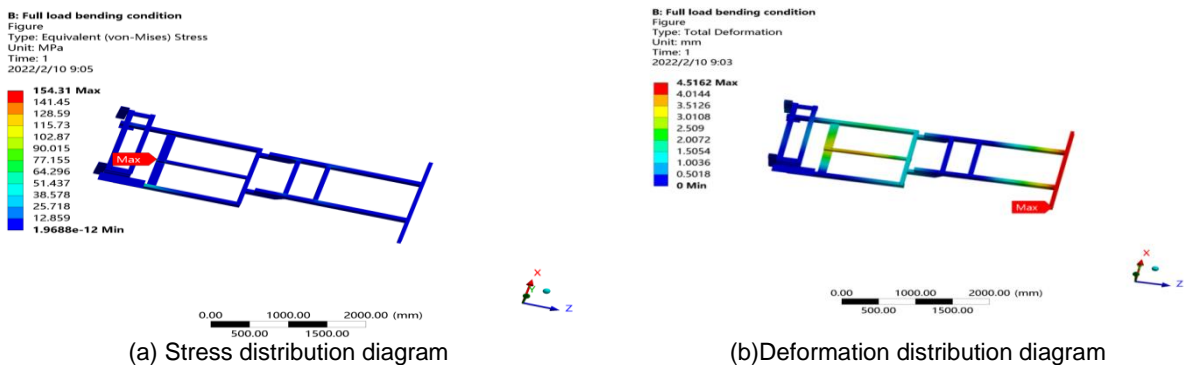 B: Full load bending condition
Figure
Type: Equivalent (von-Mises) Stress
Unit: MPa
Time: 1
2022/2/10 9:05
154.31 Max
141.45
128.59
115.73
102.87
90.015
77.155
64.296
51.437
38.578
25.718
12.859
1.9688e-12 Min
Max
X
Y
Z
0.00 1000.00 2000.00 (mm)
500.00 1500.00
(a) Stress distribution diagram
B: Full load bending condition
Figure
Type: Total Deformation
Unit: mm
Time: 1
2022/2/10 9:03
4.5162 Max
4.0144
3.5126
3.0108
2.509
2.0072
1.5054
1.0036
0.5018
0 Min
Max
X
Z
0.00 1000.00 2000.00 (mm)
500.00 1500.00
(b)Deformation distribution diagram